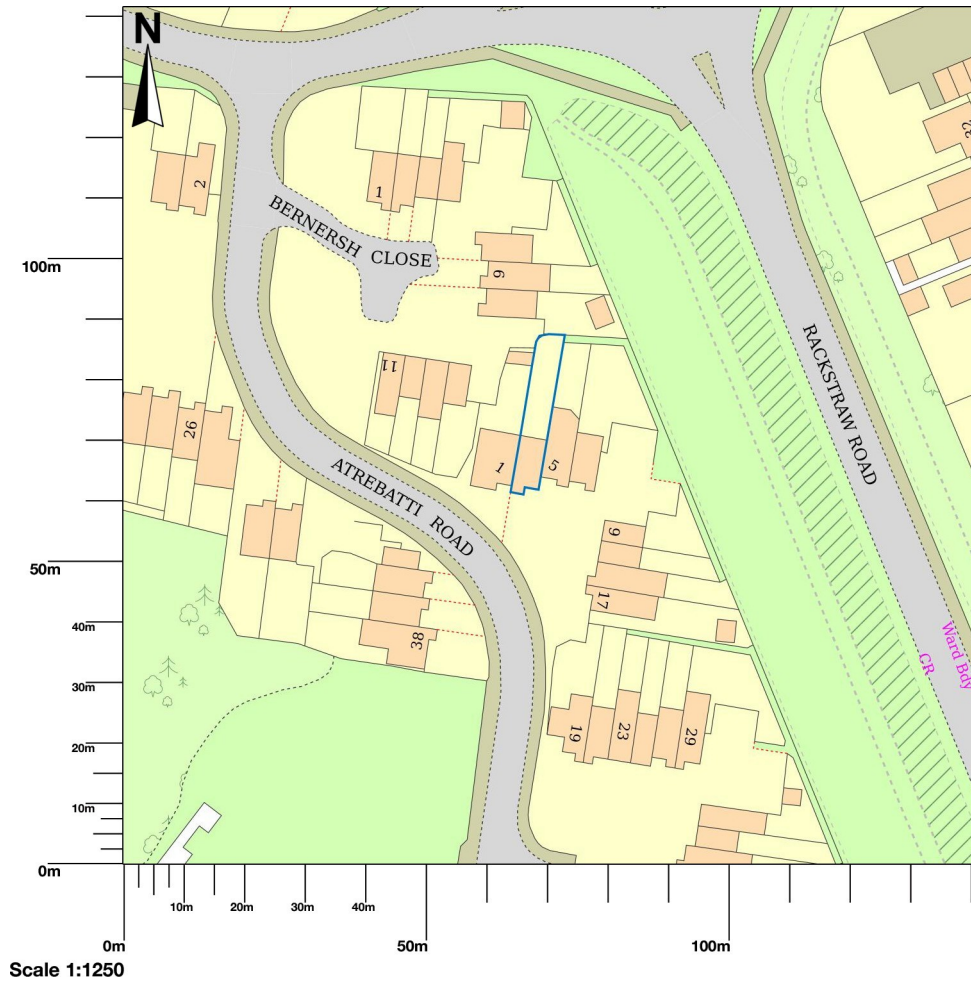 N
2
1
32
BERNERSH CLOSE
9
100m
11
RACKSTRAW ROAD
26
1
5
ATREBATTI ROAD
50m
9
17
40m
38
Ward Bdy
CR
30m
19
23
29
20m
10m
0m
10m
20m
30m
40m
0m
50m
100m
Scale 1:1250